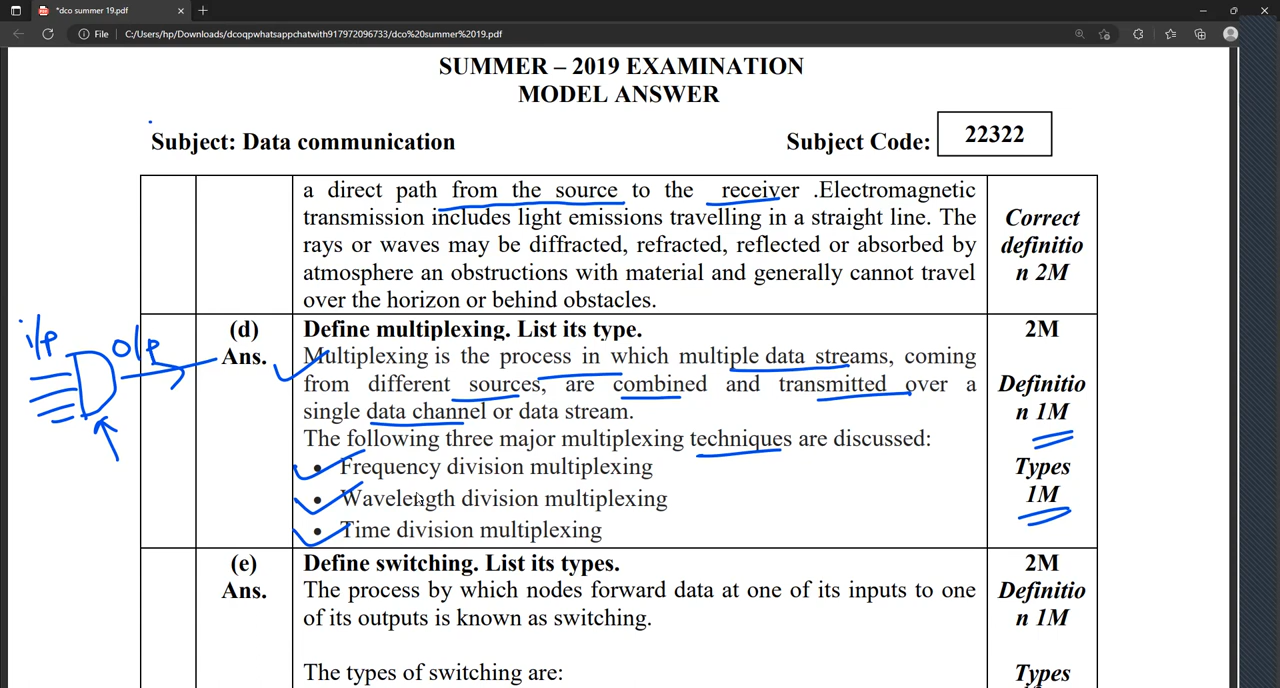 *dco summer 19.pdf
File
C:/Users/hp/Downloads/dcoqpwhatsappchatwith917972096733/dco%20summer%2019.pdf
SUMMER – 2019 EXAMINATION
MODEL ANSWER
Subject: Data communication
Subject Code:
22322
a direct path from the source to the receiver .Electromagnetic
transmission includes light emissions travelling in a straight line. The
rays or waves may be diffracted, refracted, reflected or absorbed by
atmosphere an obstructions with material and generally cannot travel
over the horizon or behind obstacles.
Correct
definitio
n 2M
i/p
o/p
(d)
Define multiplexing. List its type.
2M
Ans.
Multiplexing is the process in which multiple data streams, coming
from different sources, are combined and transmitted over a
single data channel or data stream.
The following three major multiplexing techniques are discussed:
• Frequency division multiplexing
• Wavelength division multiplexing
• Time division multiplexing
Definitio
n 1M
Types
1M
(e)
Define switching. List its types.
2M
Ans.
The process by which nodes forward data at one of its inputs to one
of its outputs is known as switching.
Definitio
n 1M
The types of switching are:
Types